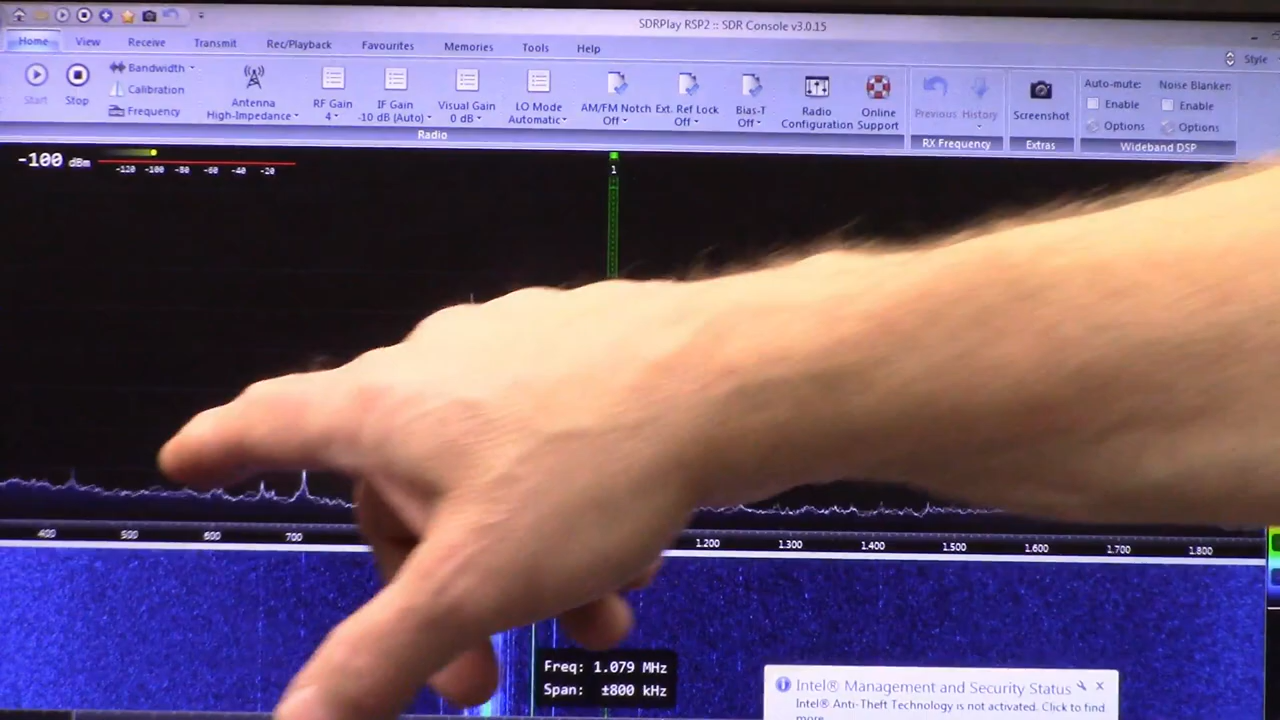 SDRPlay RSP2 :: SDR Console v3.0.15
Home View Receive Transmit Rec/Playback Favourites Memories Tools Help
Style
Start
Stop
Bandwidth
Calibration
Frequency
Antenna
High-Impedance
RF Gain
4
IF Gain
-10 dB (Auto)
Visual Gain
0 dB
LO Mode
Automatic
AM/FM Notch
Off
Ext. Ref Lock
Off
Bias-T
Off
Radio
Configuration
Online
Support
Radio
Previous History
RX Frequency
Screenshot
Extras
Auto-mute:
Enable
Options
Noise Blanker:
Enable
Options
Wideband DSP
-100 dBm
-120 -100 -80 -60 -40 -20
1
400 500 600 700 1.200 1.300 1.400 1.500 1.600 1.700 1.800
Freq: 1.079 MHz
Span: ±800 kHz
Intel® Management and Security Status
Intel® Anti-Theft Technology is not activated. Click to find
more